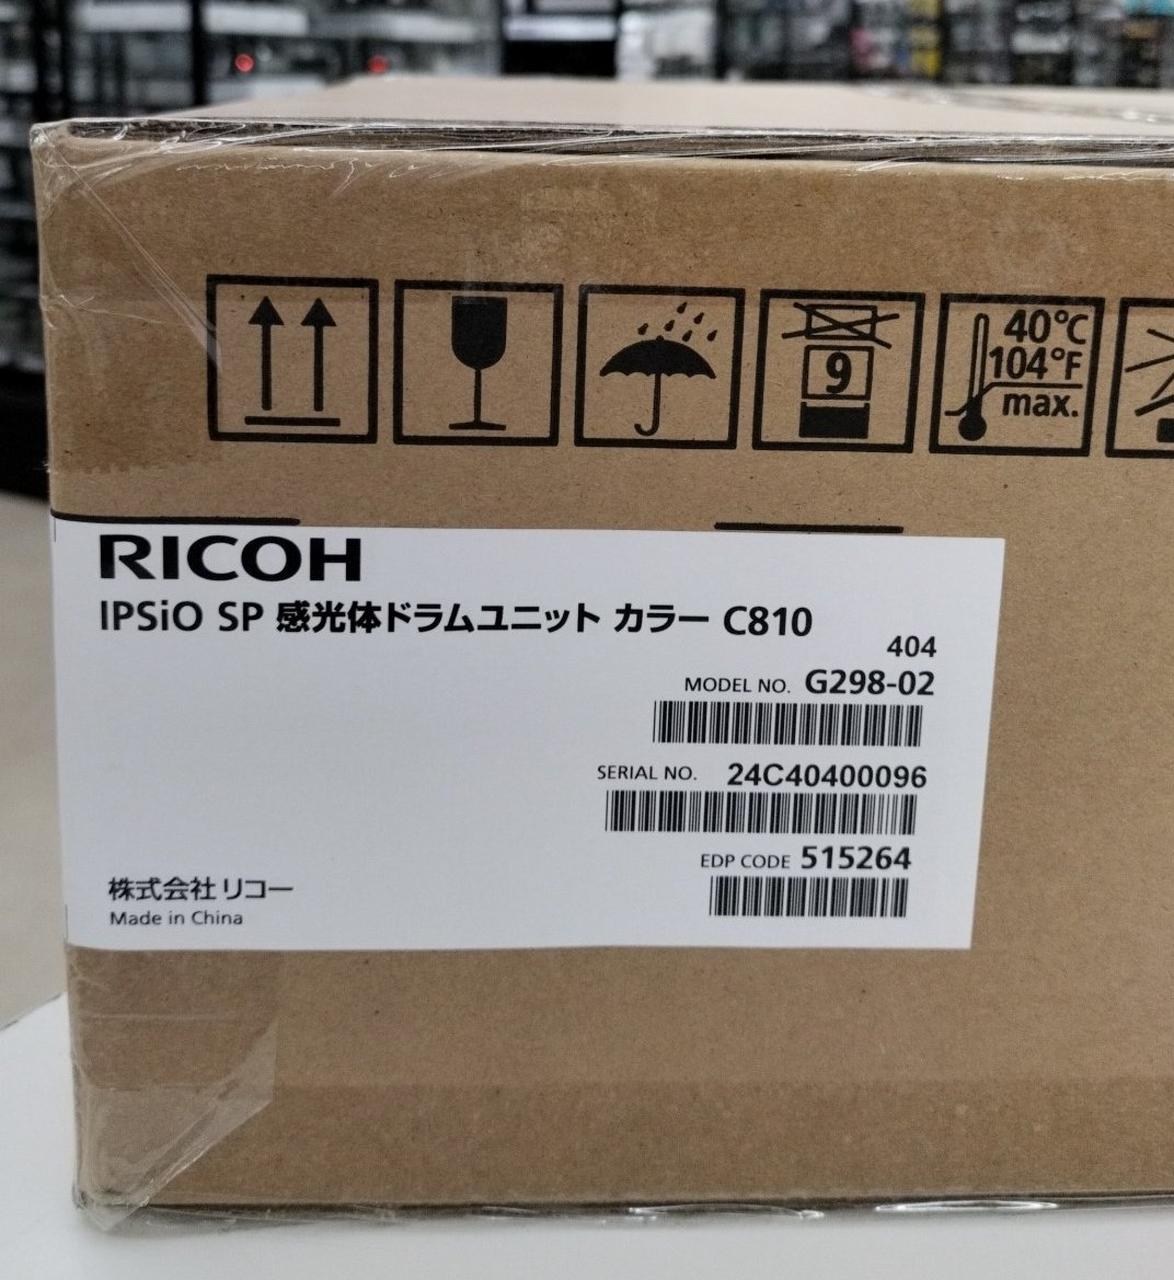 9
40°C
104°F
max.
RICOH
IPSiO SP 感光体ドラムユニット カラー C810
404
MODEL NO. G298-02
SERIAL NO. 24C40400096
EDP CODE 515264
株式会社 リコー
Made in China